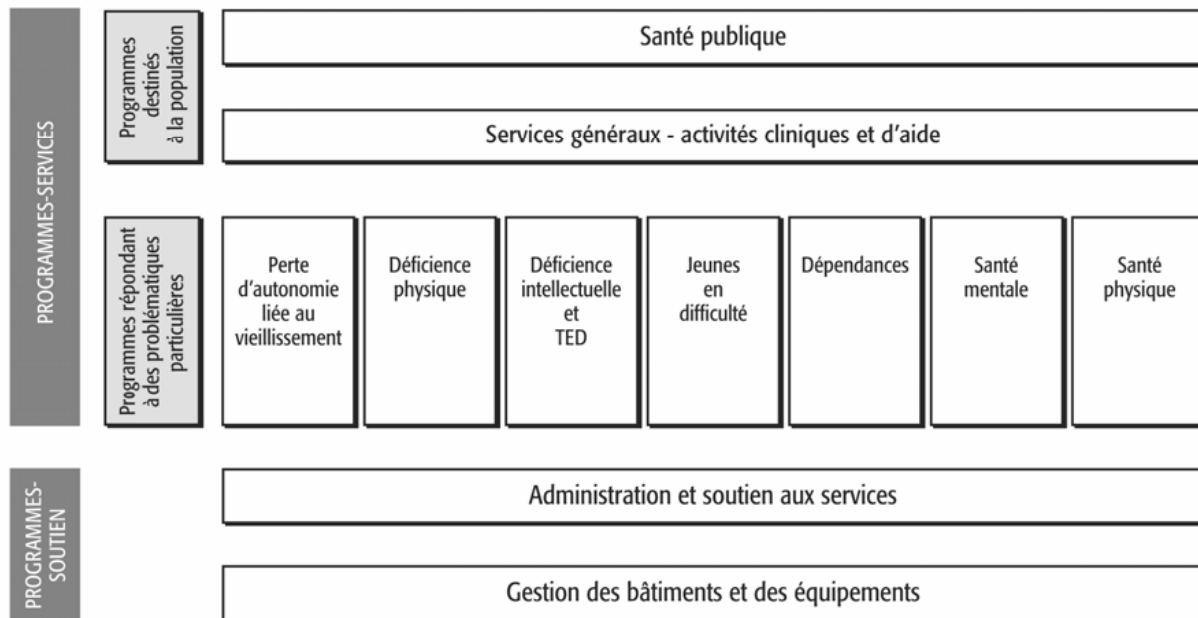 PROGRAMMES-SERVICES
Programmes
destinés
à la population
Santé publique
Services généraux - activités cliniques et d'aide
Programmes répondant
à des problématiques
particulières
Perte
d'autonomie
liée au
vieillissement
Déficience
physique
Déficience
intellectuelle
et
TED
Jeunes
en
difficulté
Dépendances
Santé
mentale
Santé
physique
PROGRAMMES-
SOUTIEN
Administration et soutien aux services
Gestion des bâtiments et des équipements